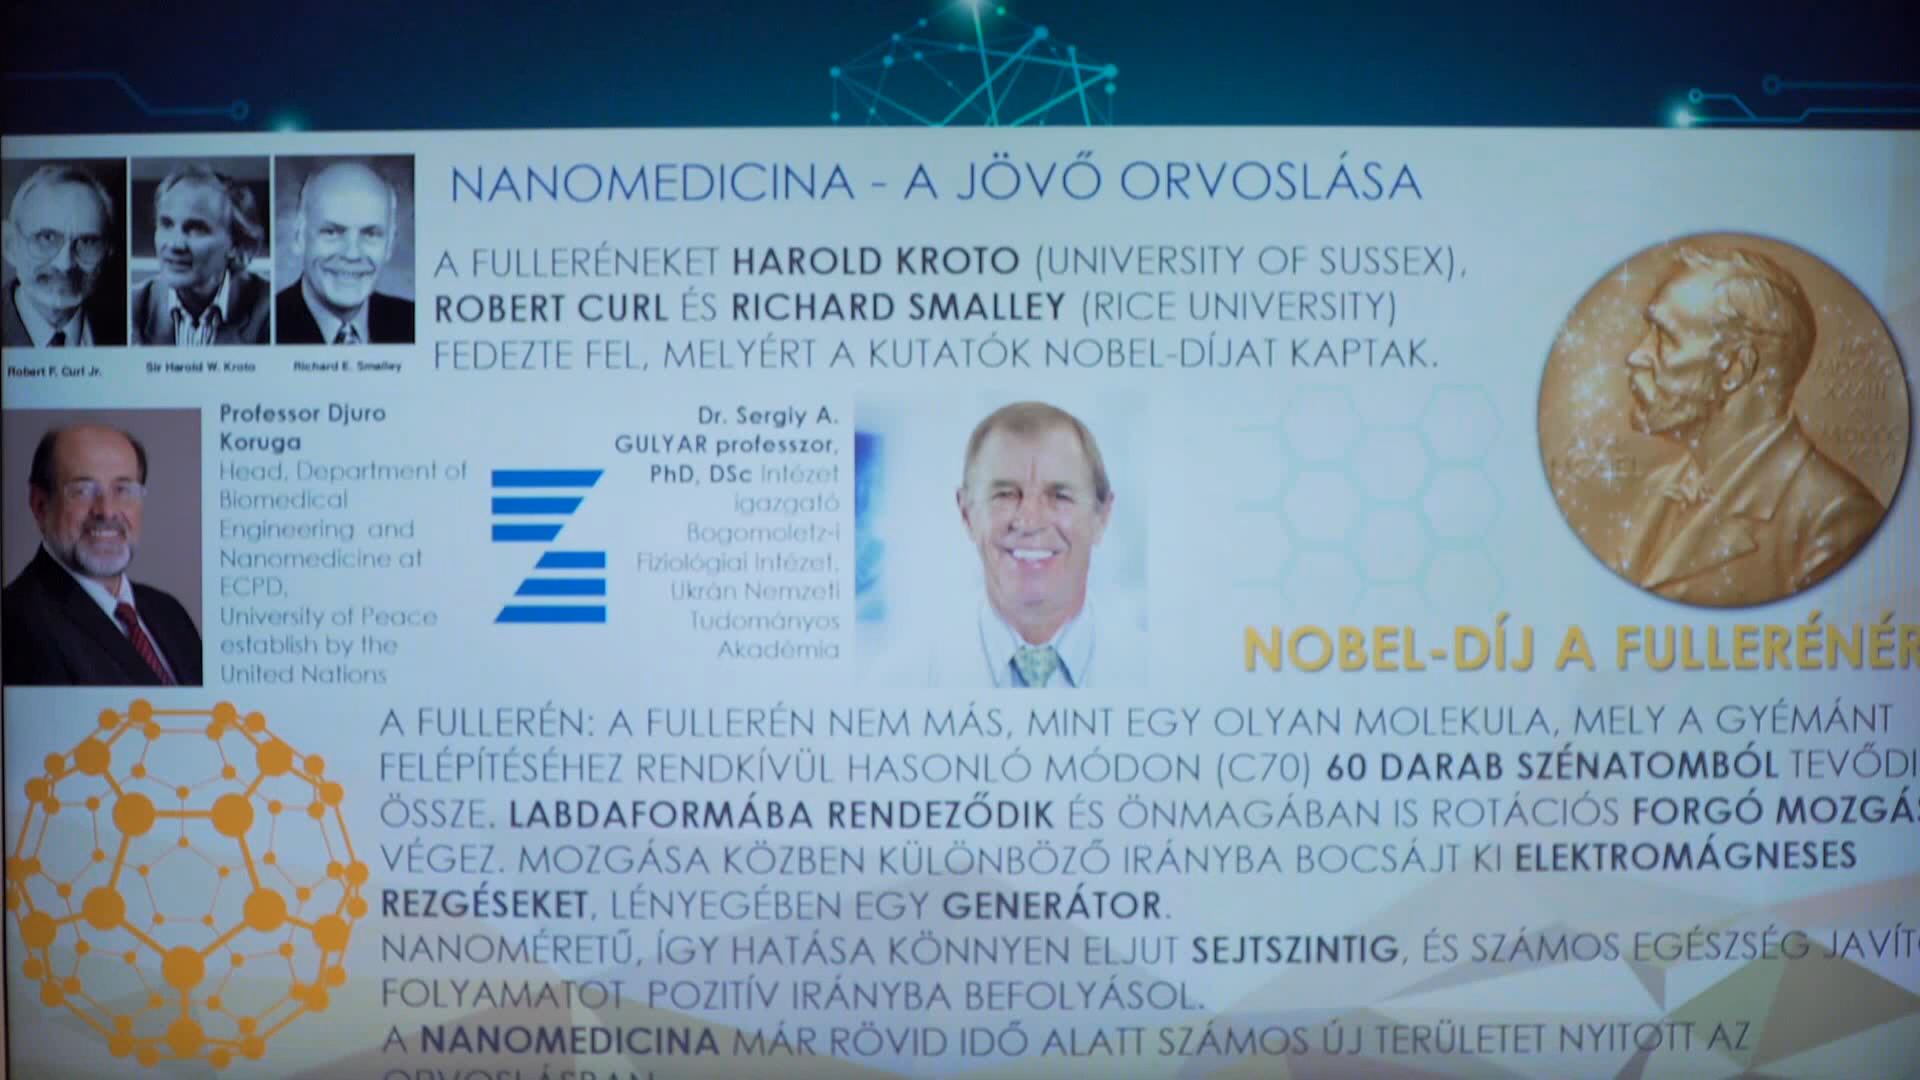 NANOMEDICINA - A JÖVŐ ORVOSLÁSA
A FULLERÉNEKET HAROLD KROTO (UNIVERSITY OF SUSSEX),
ROBERT CURL ÉS RICHARD SMALLEY (RICE UNIVERSITY)
FEDEZTE FEL, MELYÉRT A KUTATÓK NOBEL-DÍJAT KAPTAK.
Robert F. Curl Jr.
Sir Harold W. Kroto
Richard E. Smalley
Professor Djuro
Koruga
Head, Department of
Biomedical
Engineering and
Nanomedicine at
ECPD,
University of Peace
establish by the
United Nations
Dr. Sergiy A.
GULYAR professzor,
PhD, DSc Intézet
igazgató
Bogomoletz-i
Fiziológiai Intézet,
Ukrán Nemzeti
Tudományos
Akadémia
NOBEL-DÍJ A FULLERÉNÉR
A FULLERÉN: A FULLERÉN NEM MÁS, MINT EGY OLYAN MOLEKULA, MELY A GYÉMÁNT
FELÉPÍTÉSÉHEZ RENDKÍVÜL HASONLÓ MÓDON (C70) 60 DARAB SZÉNATOMBÓL TEVŐDI
ÖSSZE. LABDAFORMÁBA RENDEZŐDIK ÉS ÖNMAGÁBAN IS ROTÁCIÓS FORGÓ MOZGÁS
VÉGEZ. MOZGÁSA KÖZBEN KÜLÖNBÖZŐ IRÁNYBA BOCSÁJT KI ELEKTROMÁGNESES
REZGÉSEKET, LÉNYEGÉBEN EGY GENERÁTOR.
NANOMÉRETŰ, ÍGY HATÁSA KÖNNYEN ELJUT SEJTSZINTIG, ÉS SZÁMOS EGÉSZSÉG JAVÍT
FOLYAMATOT POZITÍV IRÁNYBA BEFOLYÁSOL.
A NANOMEDICINA MÁR RÖVID IDŐ ALATT SZÁMOS ÚJ TERÜLETET NYITOTT AZ
ORVOSLÁSBAN